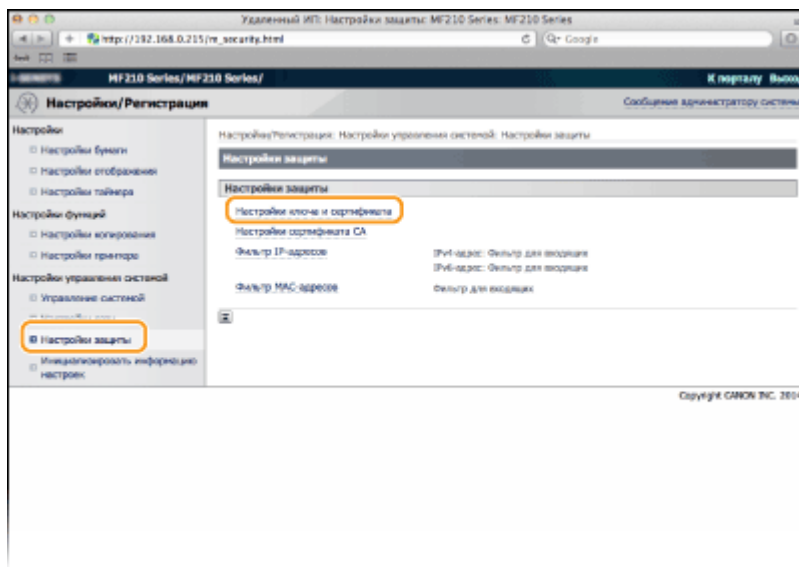 Удаленный ИП: Настройки защиты: MF210 Series: MF210 Series
http://192.168.0.215/m_security.html
Google
MF210 Series/MF210 Series/
К порталу
Настройки/Регистрация
Сообщения администратору системы
Настройки
Настройки бумаги
Настройки отображения
Настройки таймера
Настройки функций
Настройки копирования
Настройки принтера
Настройки управления системой
Управление системой
Настройки защиты
Инициализировать информацию
настроек
Настройки/Регистрация: Настройки управления системой: Настройки защиты
Настройки защиты
Настройки защиты
Настройки ключа и сертификата
Настройки сертификата CA
Фильтр IP-адресов
IPv4-адрес: Фильтр для входящих
IPv6-адрес: Фильтр для входящих
Фильтр MAC-адресов
Фильтр для входящих
Copyright CANON INC. 2014